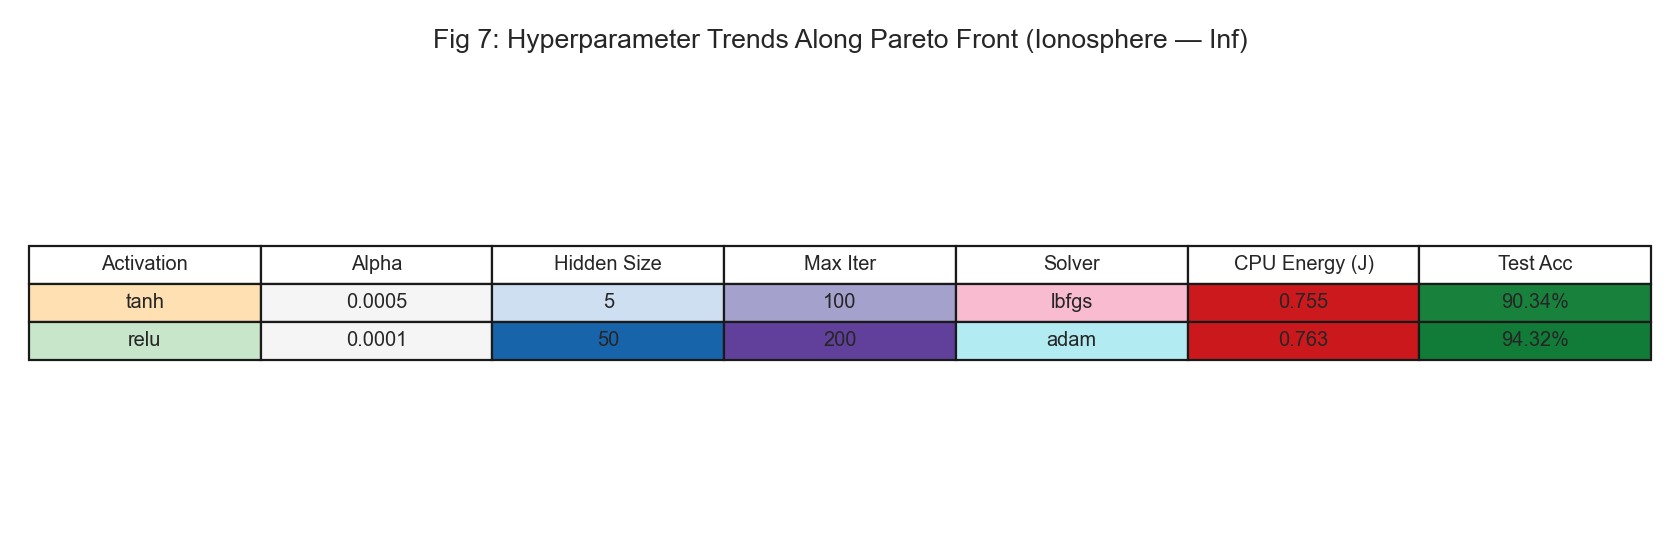 Fig 7: Hyperparameter Trends Along Pareto Front (Ionosphere — Inf)
Activation Alpha Hidden Size Max Iter Solver CPU Energy (J) Test Acc
tanh 0.0005 5 100 lbfgs 0.755 90.34%
relu 0.0001 50 200 adam 0.763 94.32%